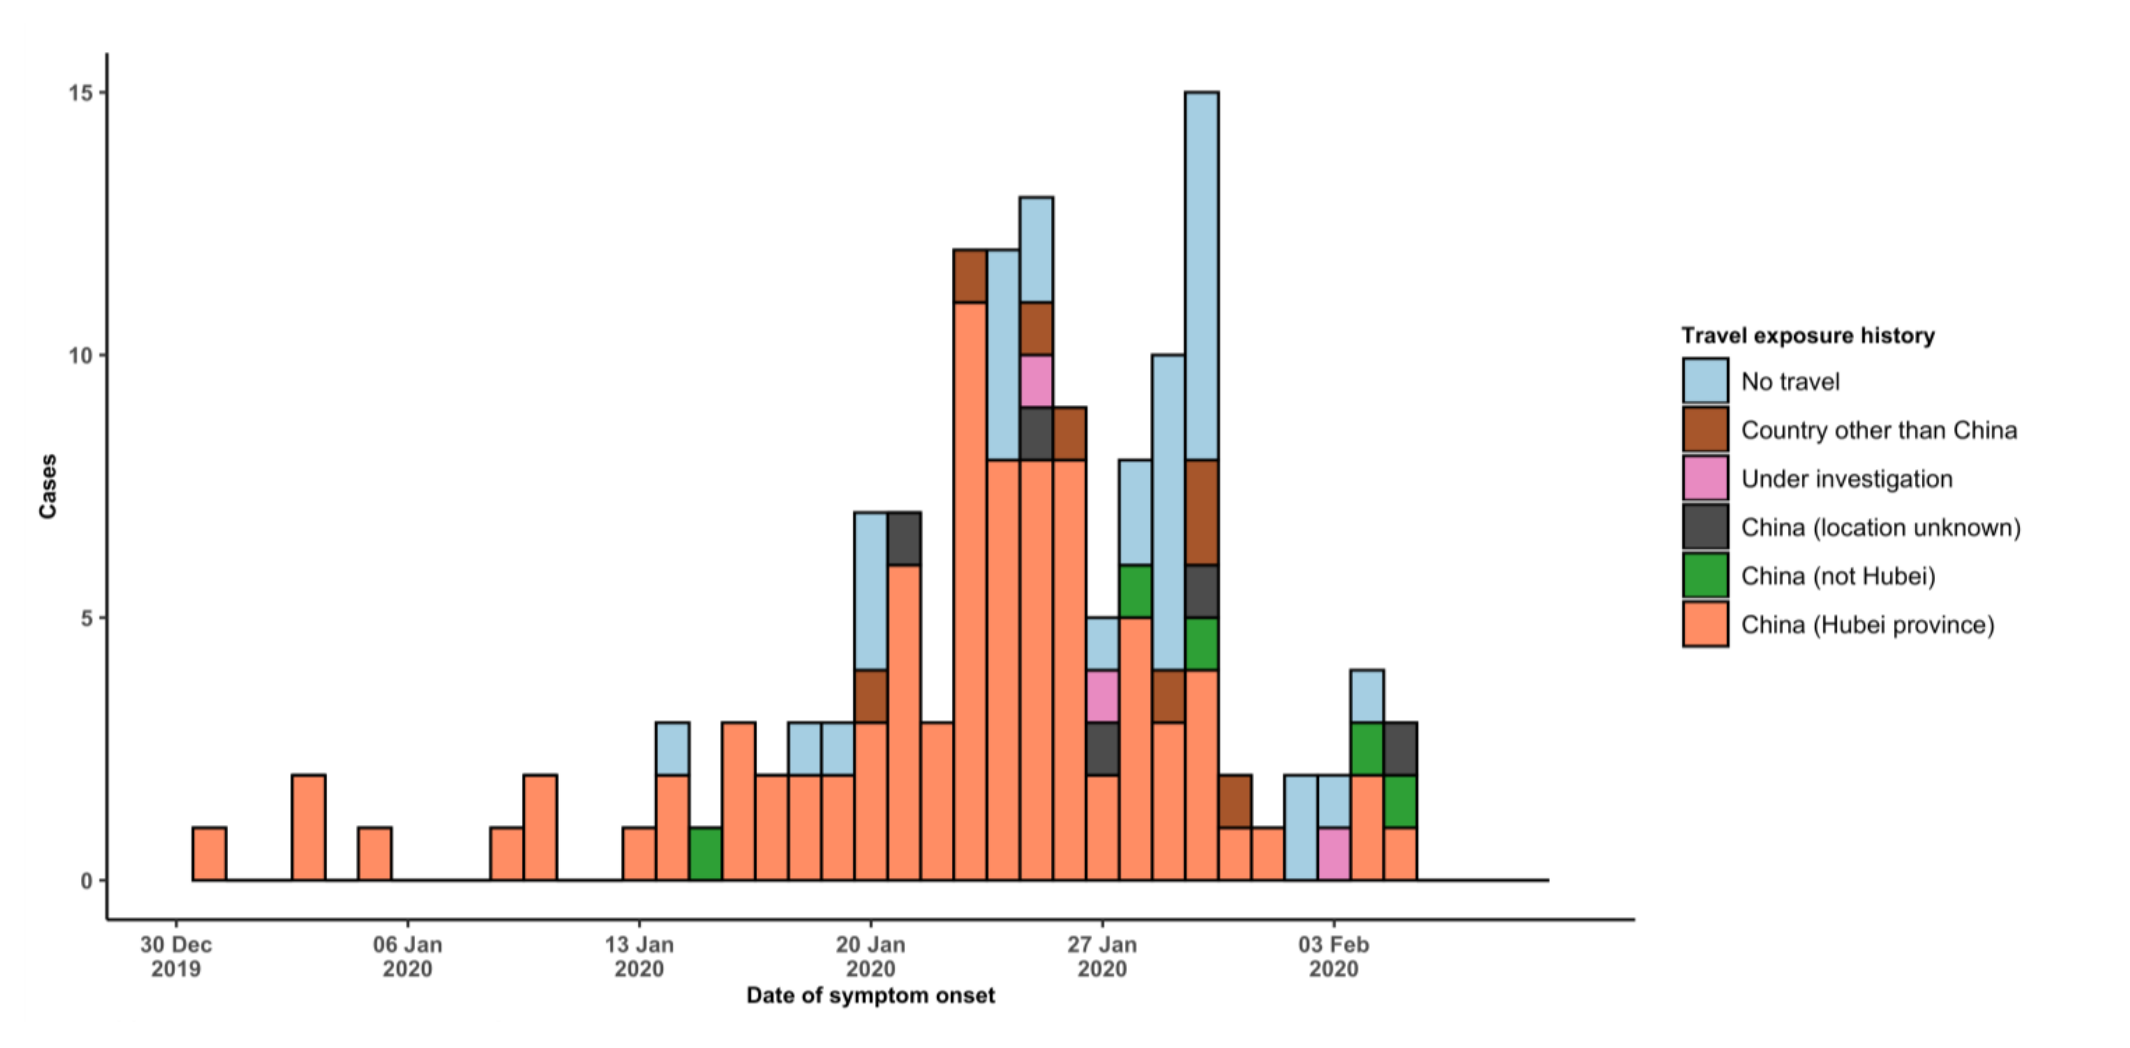 15
10
5
0
Cases
30 Dec
2019
06 Jan
2020
13 Jan
2020
20 Jan
2020
27 Jan
2020
03 Feb
2020
Date of symptom onset
Travel exposure history
No travel
Country other than China
Under investigation
China (location unknown)
China (not Hubei)
China (Hubei province)